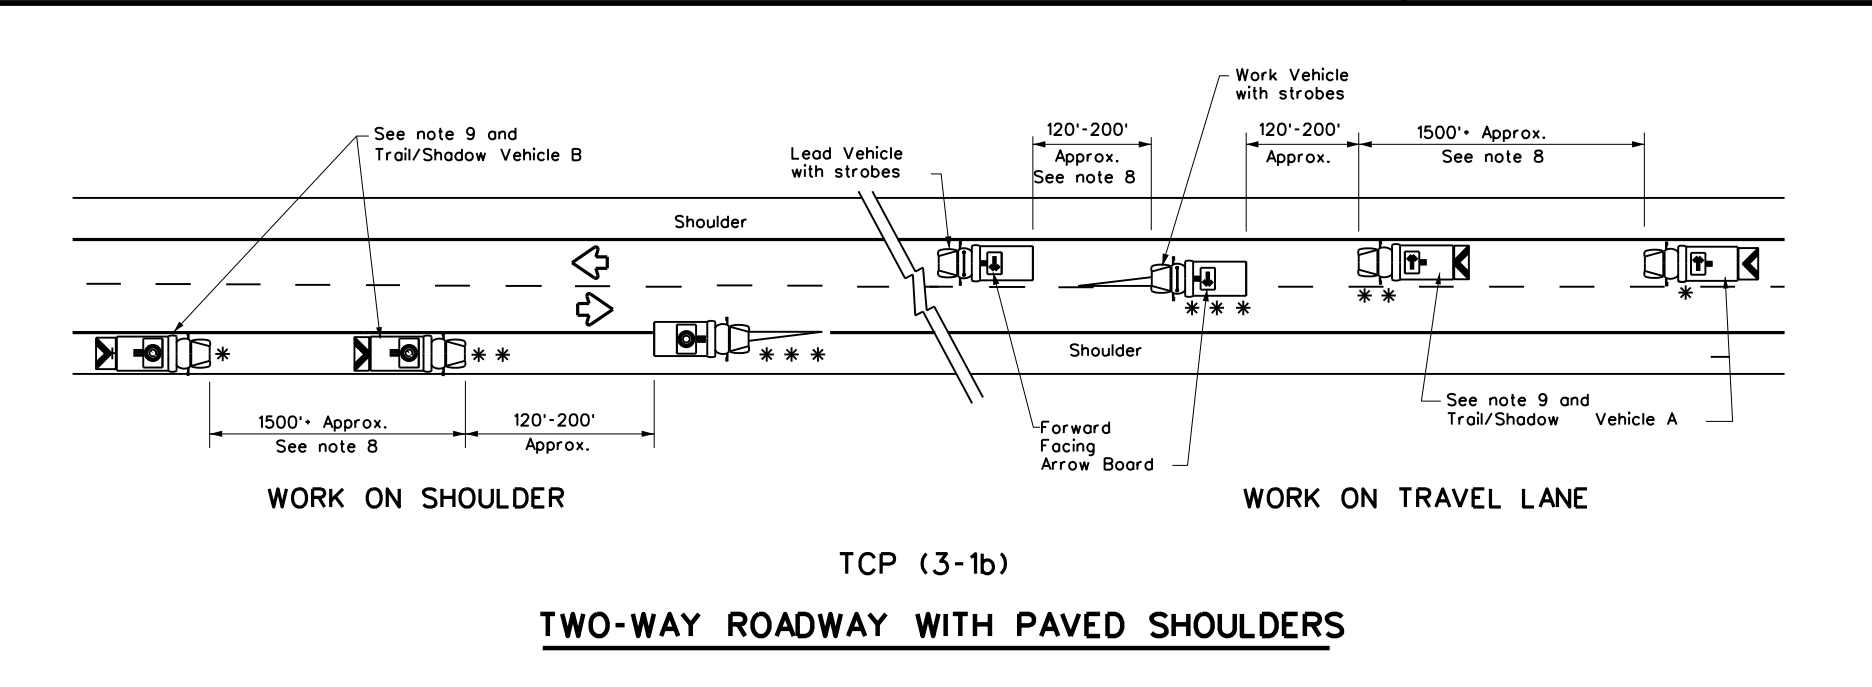 Work Vehicle
with strobes
See note 9 and
Trail/Shadow Vehicle B
Lead Vehicle
with strobes
120'-200'
Approx.
See note 8
120'-200'
Approx.
1500'+ Approx.
See note 8
Shoulder
* * *
* *
*
*
* *
* * *
Shoulder
1500'+ Approx.
See note 8
120'-200'
Approx.
Forward
Facing
Arrow Board
See note 9 and
Trail/Shadow Vehicle A
WORK ON SHOULDER
WORK ON TRAVEL LANE
TCP (3-1b)
TWO-WAY ROADWAY WITH PAVED SHOULDERS